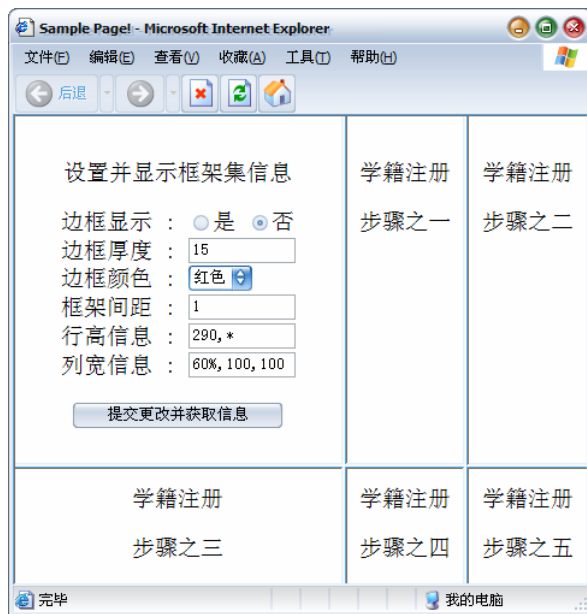 Sample Page! - Microsoft Internet Explorer
文件(F) 编辑(E) 查看(V) 收藏(A) 工具(T) 帮助(H)
后退
设置并显示框架集信息
边框显示 : 是 否
边框厚度 : 15
边框颜色 : 红色
框架间距 : 1
行高信息 : 290,*
列宽信息 : 60%,100,100
提交更改并获取信息
学籍注册
步骤之一
学籍注册
步骤之二
学籍注册
步骤之三
学籍注册
步骤之四
学籍注册
步骤之五
完毕 我的电脑